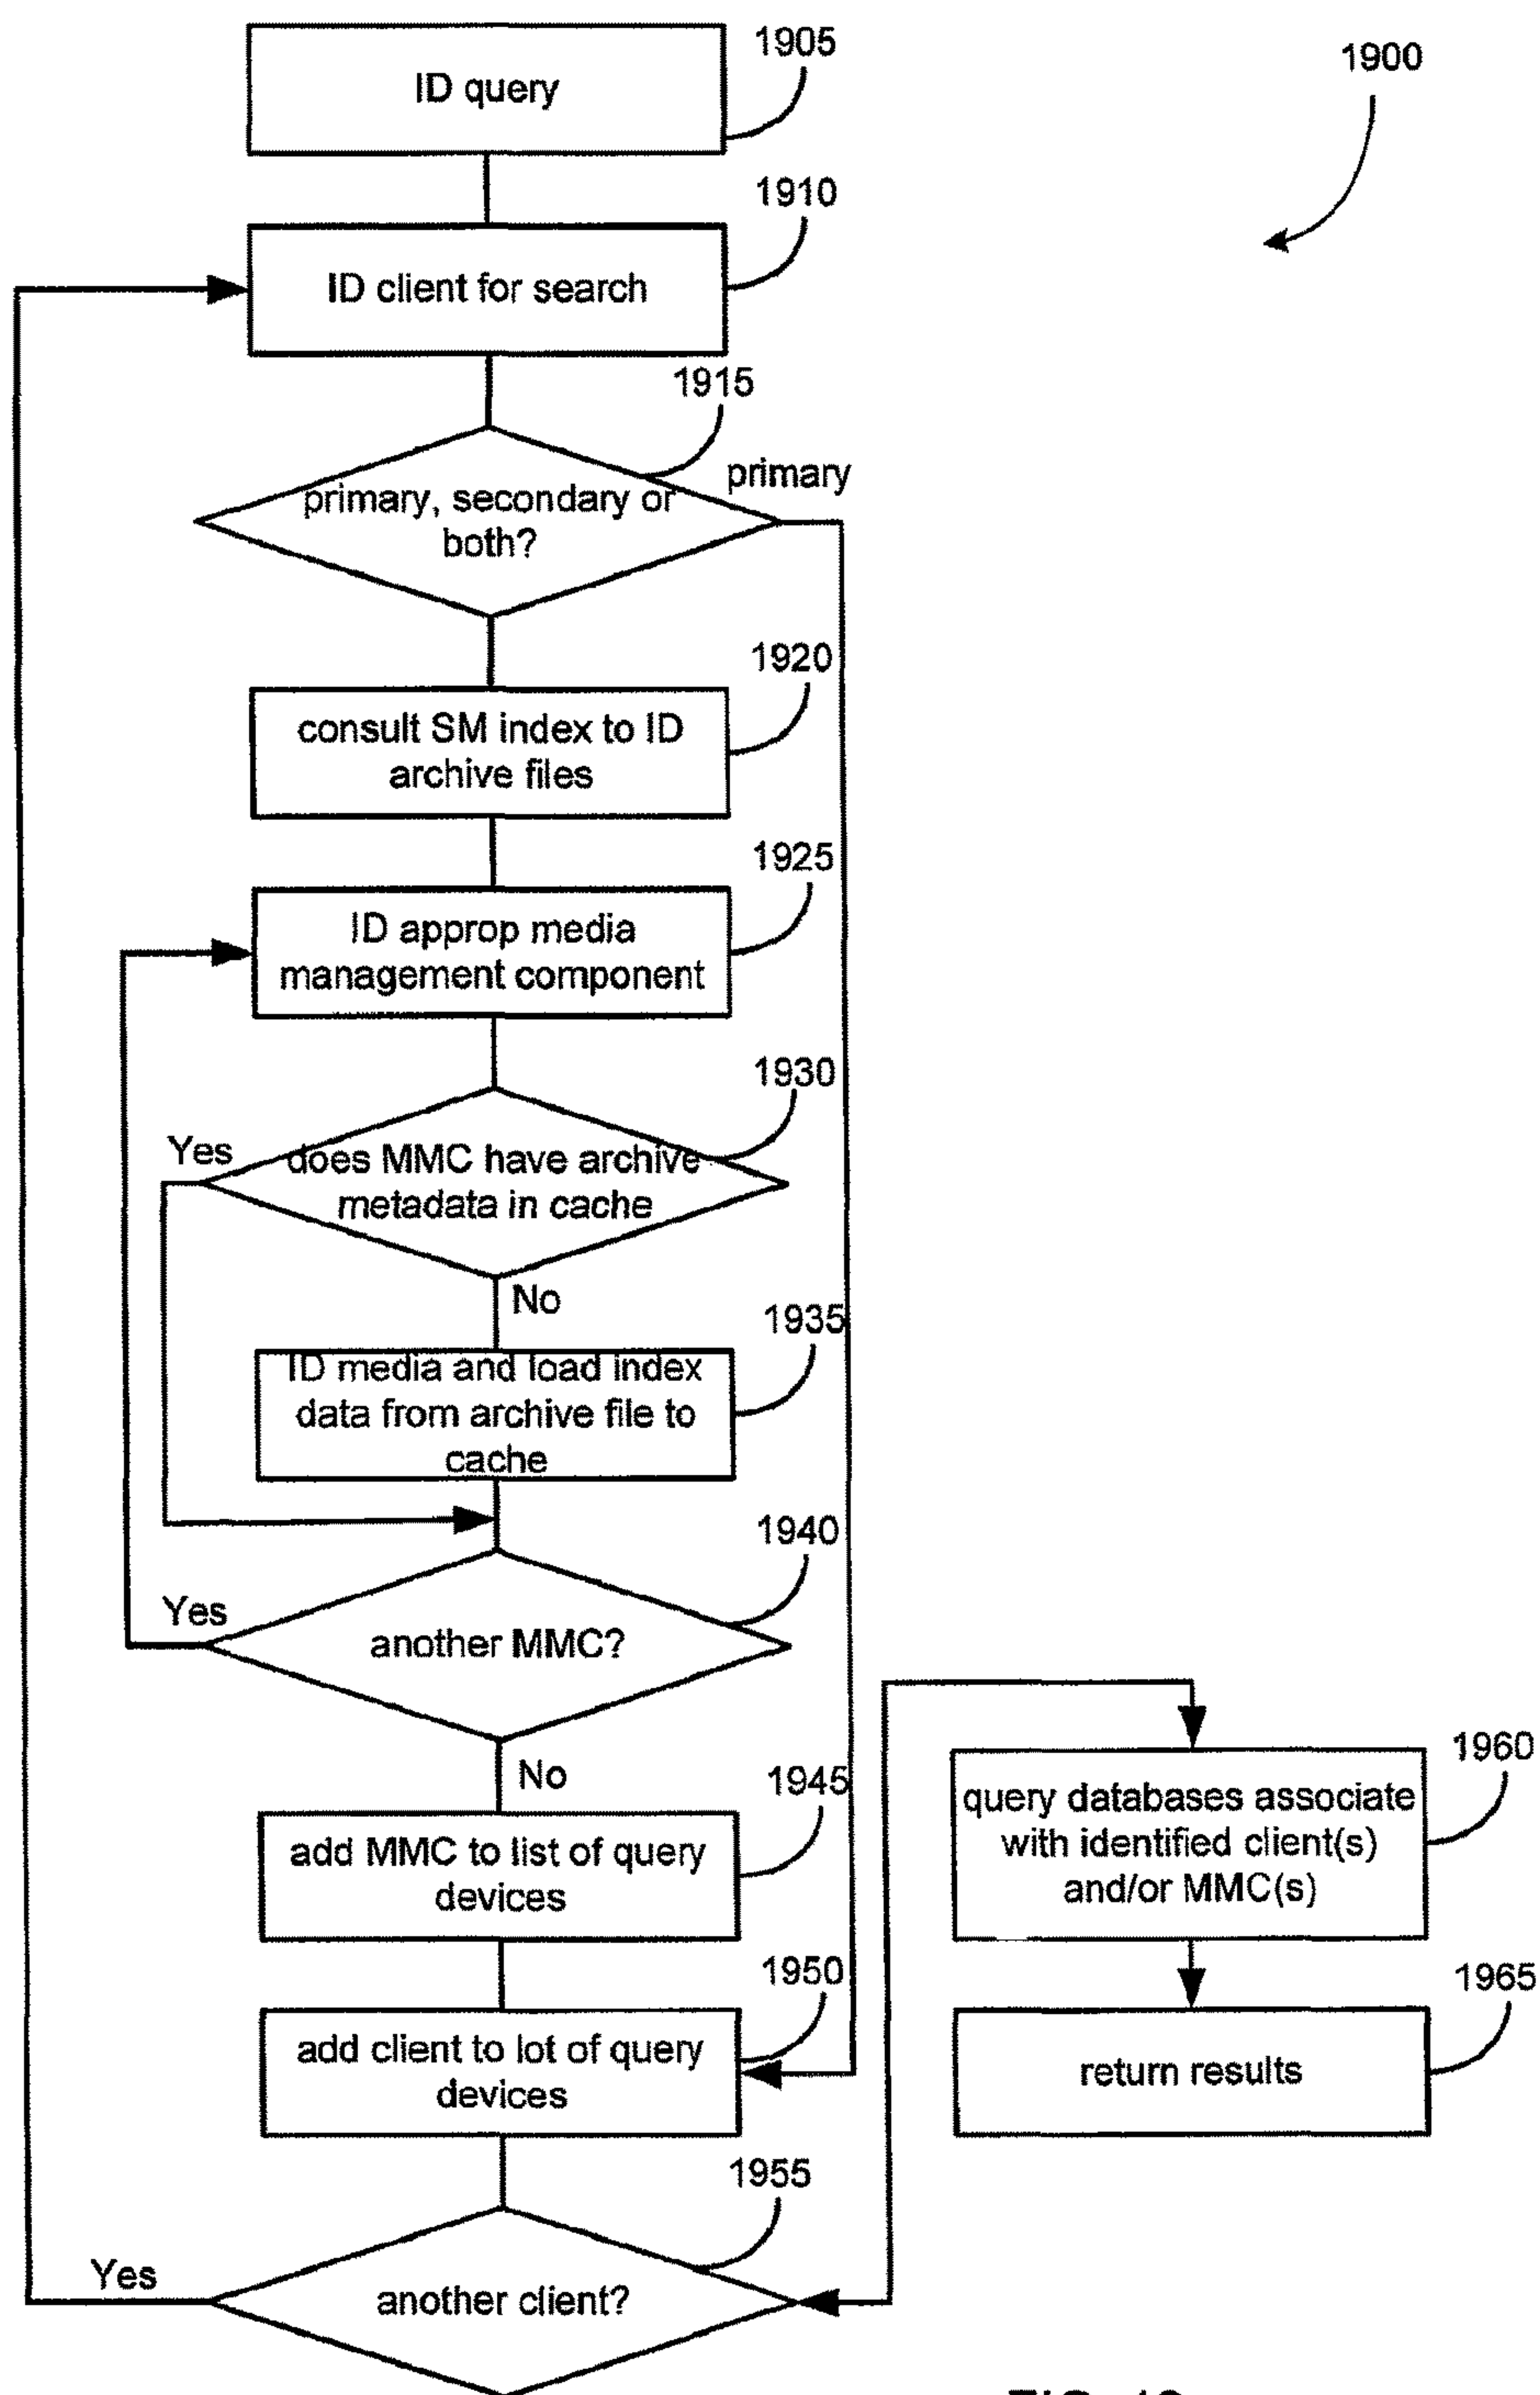 1905
1900
ID query
1910
ID client for search
1915
primary
primary, secondary or
both?
1920
consult SM index to ID
archive files
1925
ID approp media
management component
1930
Yes
does MMC have archive
metadata in cache
No
1935
ID media and load index
data from archive file to
cache
1940
Yes
another MMC?
No
1945
add MMC to list of query
devices
1950
add client to lot of query
devices
1955
Yes
another client?
1960
query databases associate
with identified client(s)
and/or MMC(s)
1965
return results